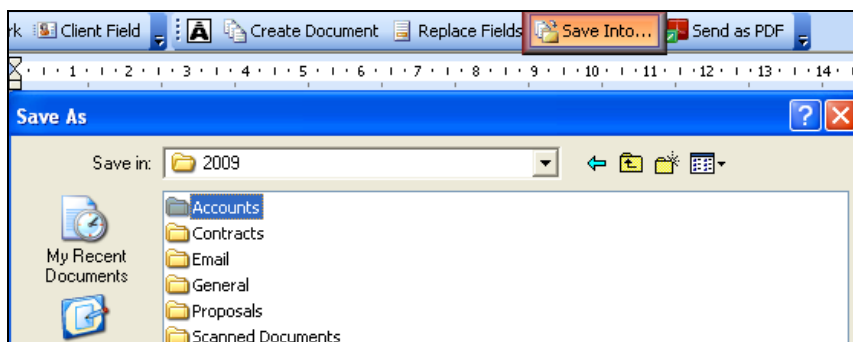 rk Client Field A Create Document Replace Fields Save Into... Send as PDF
1 2 3 4 5 6 7 8 9 10 11 12 13 14
Save As
Save in: 2009
Accounts
Contracts
Email
General
Proposals
Scanned Documents
My Recent
Documents